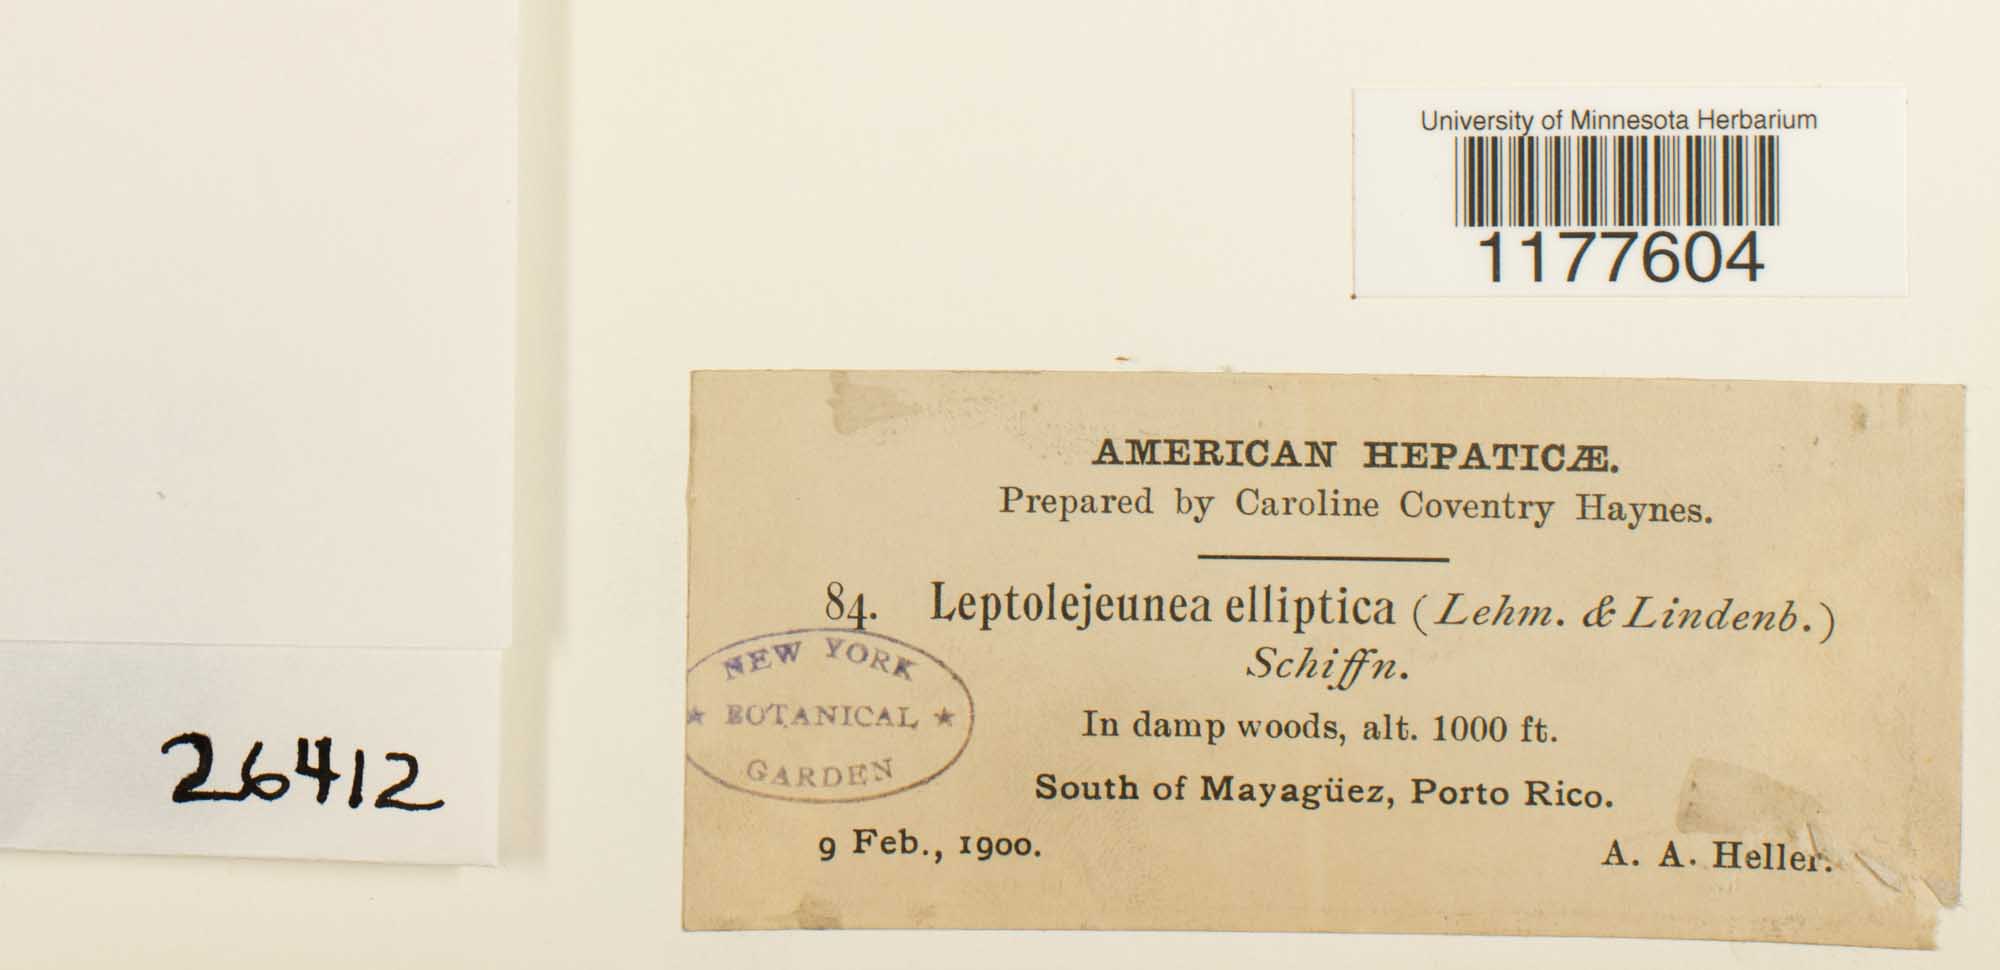 University of Minnesota Herbarium
1177604
AMERICAN HEPATICÆ.
Prepared by Caroline Coventry Haynes.
84. Leptolejeunea elliptica (Lehm. & Lindenb.)
Schiffn.
NEW YORK
BOTANICAL
GARDEN
In damp woods, alt. 1000 ft.
South of Mayagüez, Porto Rico.
9 Feb., 1900.
A. A. Heller.
26412